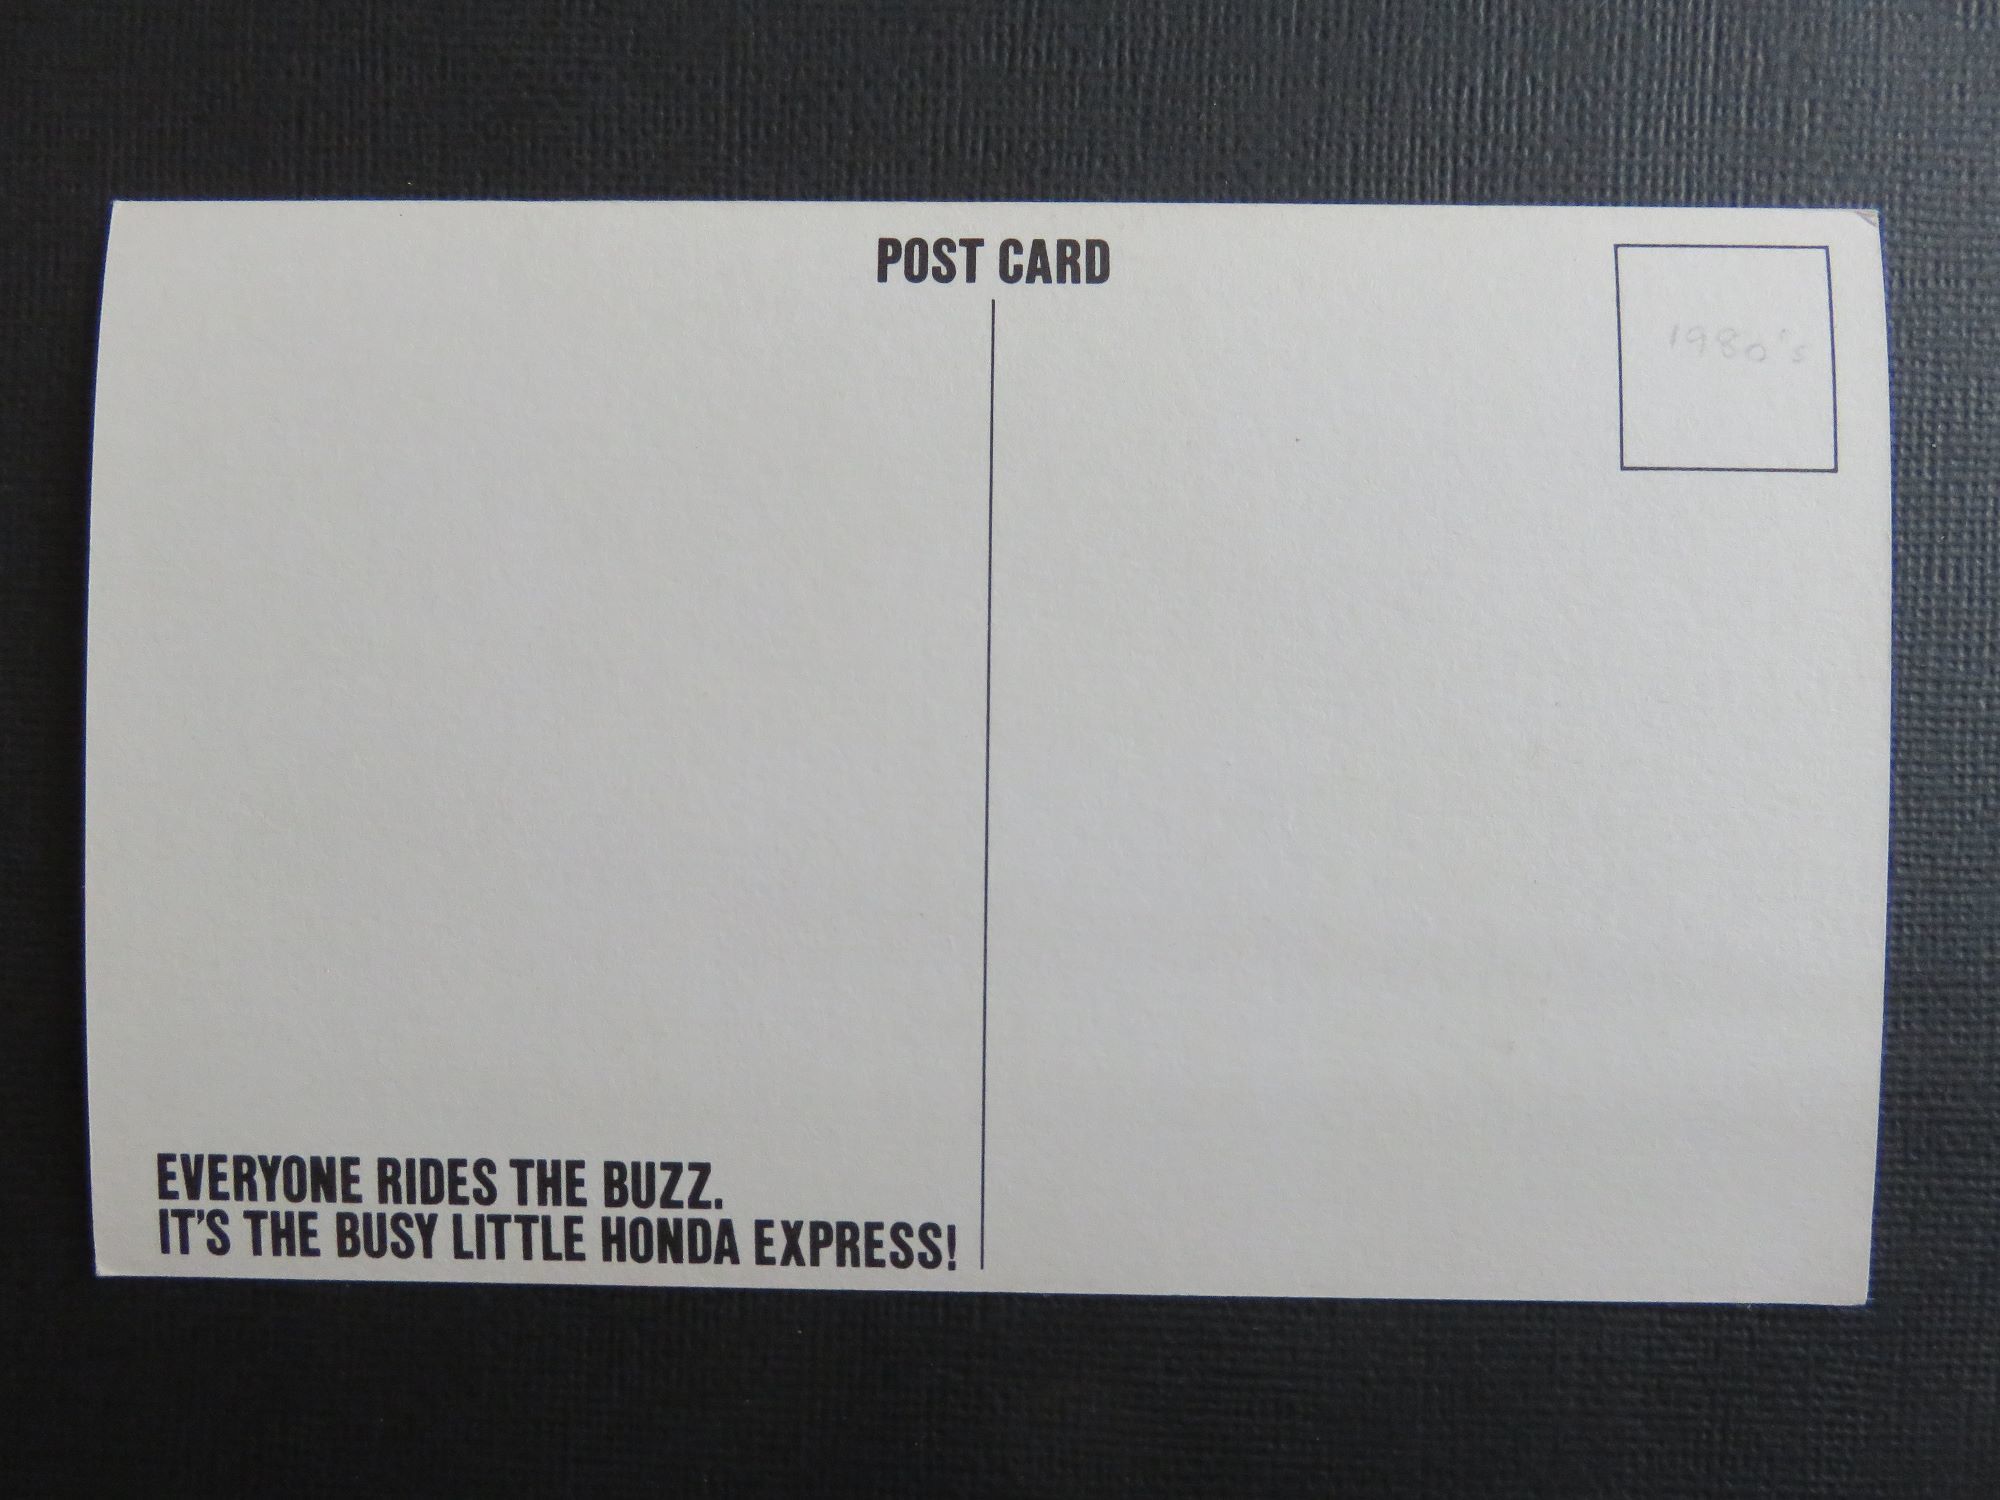 POST CARD
1980's
EVERYONE RIDES THE BUZZ.
IT'S THE BUSY LITTLE HONDA EXPRESS!